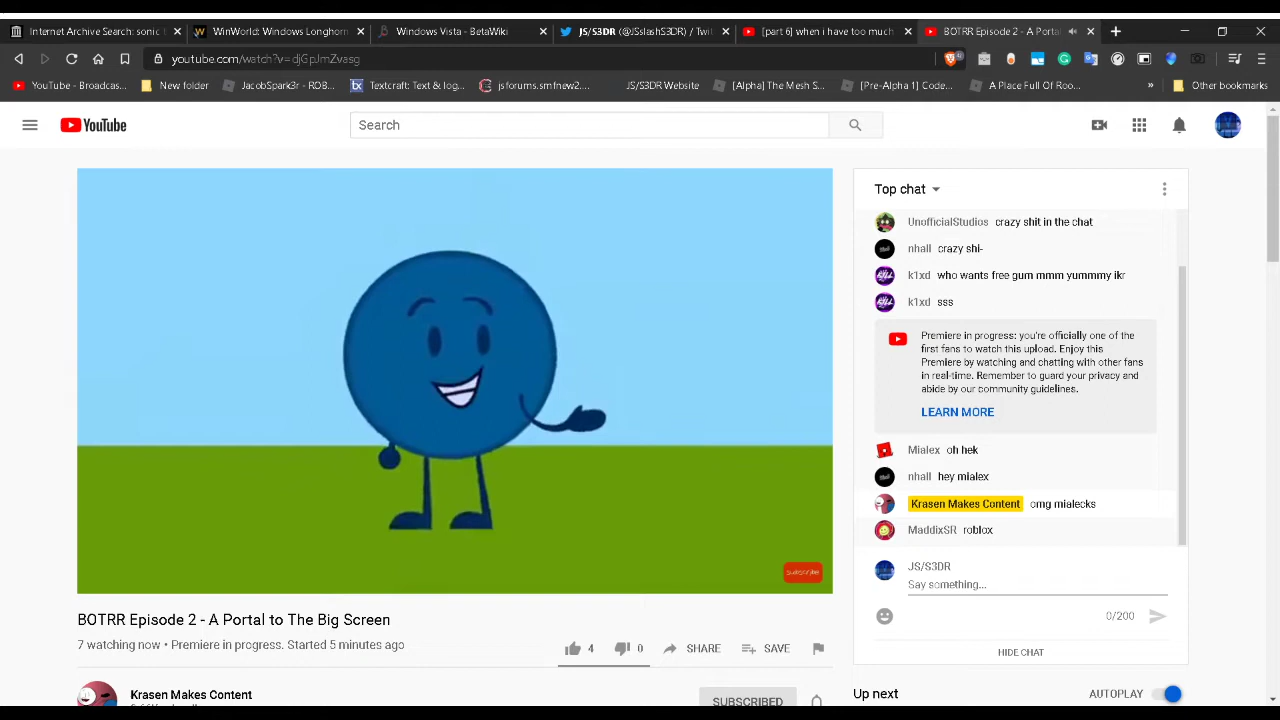 Internet Archive Search: sonic
WinWorld: Windows Longhorn
Windows Vista - BetaWiki
JS/S3DR (@JSslashS3DR) / Twit
[part 6] when i have too much
BOTRR Episode 2 - A Portal
youtube.com/watch?v=djGpJmZvasg
YouTube - Broadcas...
New folder
JacobSpark3r - ROB...
Textcraft: Text & log...
jsforums.smfnew2....
JS/S3DR Website
[Alpha] The Mesh S...
[Pre-Alpha 1] Code...
A Place Full Of Roo...
»
Other bookmarks
YouTube
Search
Top chat
UnofficialStudios crazy shit in the chat
nhall crazy shi-
k1xd who wants free gum mmm yummmy ikr
k1xd sss
Premiere in progress: you're officially one of the
first fans to watch this upload. Enjoy this
Premiere by watching and chatting with other fans
in real-time. Remember to guard your privacy and
abide by our community guidelines.
LEARN MORE
Mialex oh hek
nhall hey mialex
Krasen Makes Content omg mialecks
MaddixSR roblox
JS/S3DR
Say something...
0/200
HIDE CHAT
subscribe
BOTRR Episode 2 - A Portal to The Big Screen
7 watching now • Premiere in progress. Started 5 minutes ago
4
0
SHARE
SAVE
Krasen Makes Content
SUBSCRIBED
Up next
AUTOPLAY